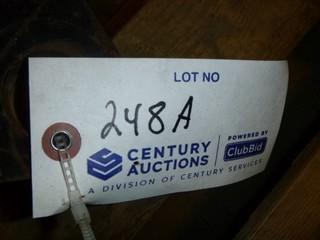 LOT NO
248A
CENTURY AUCTIONS
POWERED BY
ClubBid
A DIVISION OF CENTURY SERVICES